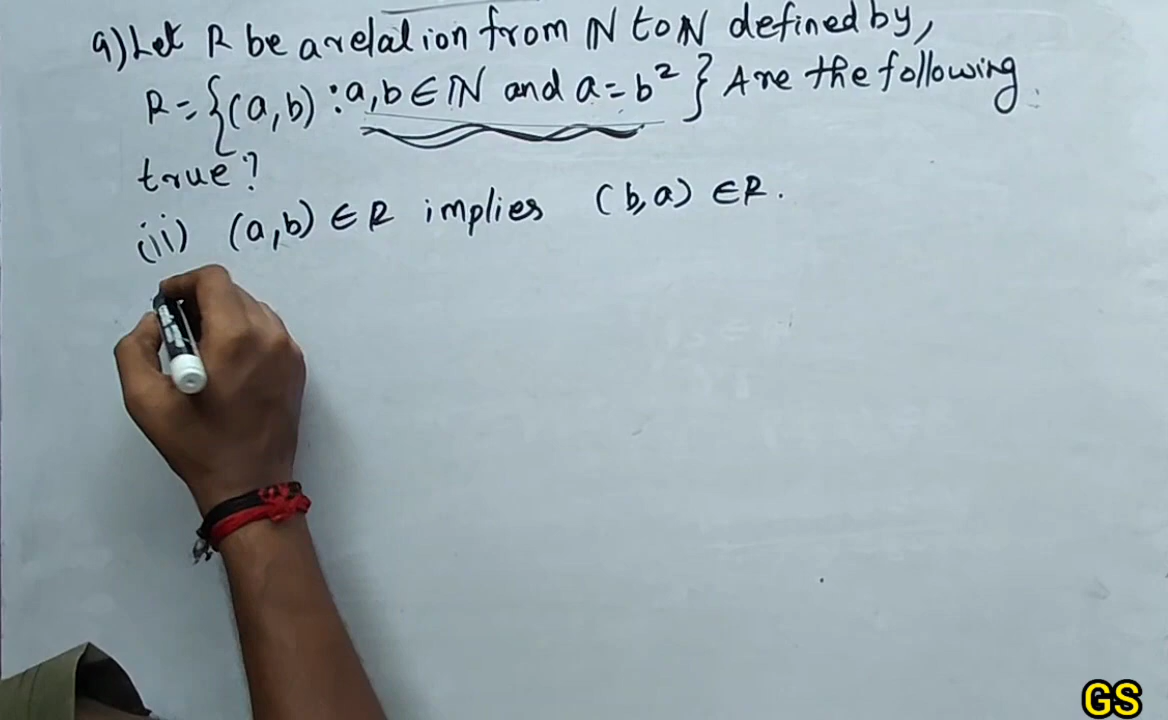 9) Let R be a relation from ℕ to ℕ defined by,
R = {(a, b) : a, b ∈ ℕ and a = b²} Are the following
true?
(ii) (a, b) ∈ R implies (b, a) ∈ R.
GS